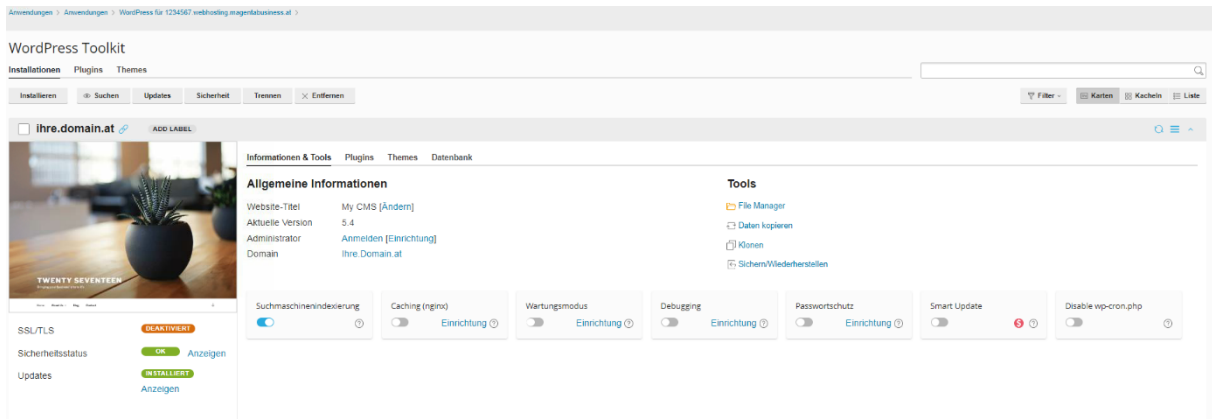 Anwendungen > Anwendungen > WordPress für 1234567 webhosting.magentabusiness.at >
WordPress Toolkit
Installationen Plugins Themes
Installieren Suchen Updates Sicherheit Trennen Entfernen Filter Karten Kacheln Liste
ihre.domain.at ADD LABEL
Informationen & Tools Plugins Themes Datenbank
Allgemeine Informationen Tools
Website-Titel My CMS [Ändern] File Manager
Aktuelle Version 5.4 Daten kopieren
Administrator Anmelden [Einrichtung] Klonen
Domain Ihre.Domain.at Sichern/Wiederherstellen
TWENTY SEVENTEEN
Suchmaschinenindexierung Caching (nginx) Wartungsmodus Debugging Passwortschutz Smart Update Disable wp-cron.php
Einrichtung Einrichtung Einrichtung Einrichtung
SSL/TLS DEAKTIVIERT
Sicherheitsstatus OK Anzeigen
Updates INSTALLIERT
Anzeigen